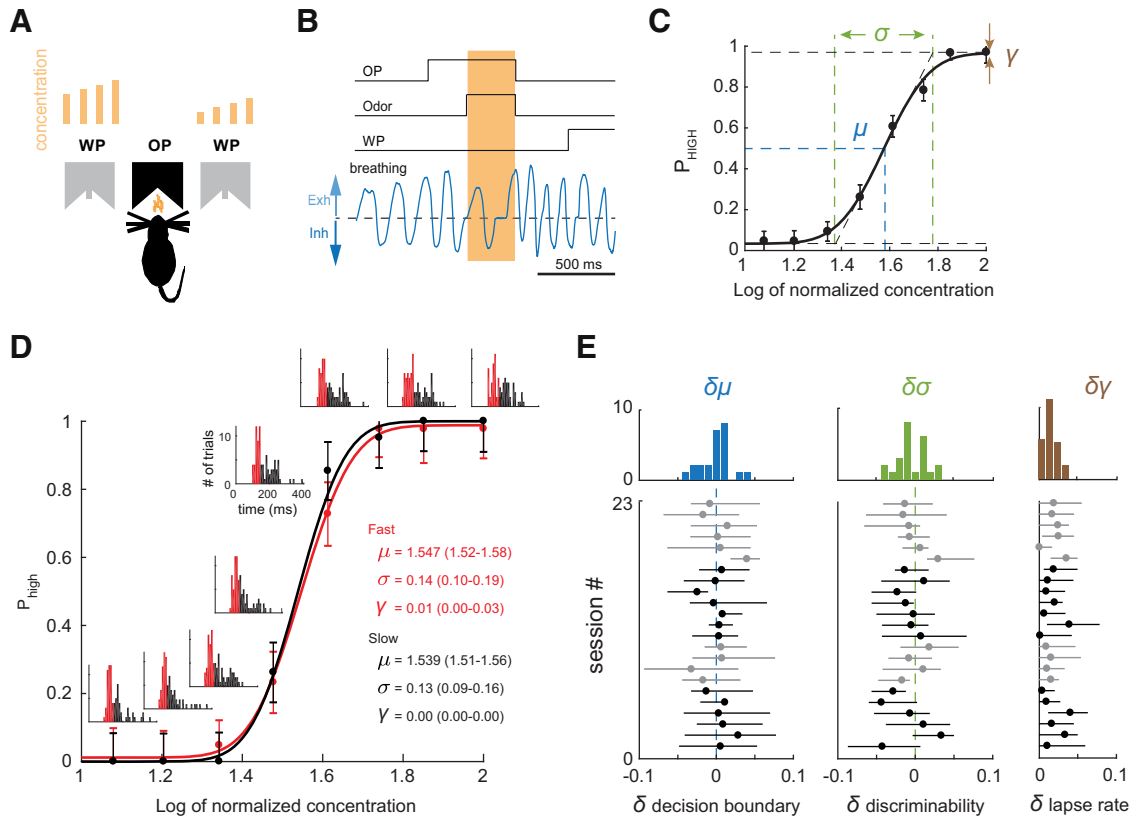 A
concentration
WP
OP
WP
B
OP
Odor
WP
breathing
Exh
Inh
500 ms
C
σ
γ
μ
P_HIGH
1
0.8
0.6
0.4
0.2
0
1
1.2
1.4
1.6
1.8
2
Log of normalized concentration
D
# of trials
10
0
0
200
400
time (ms)
Fast
μ = 1.547 (1.52-1.58)
σ = 0.14 (0.10-0.19)
γ = 0.01 (0.00-0.03)
Slow
μ = 1.539 (1.51-1.56)
σ = 0.13 (0.09-0.16)
γ = 0.00 (0.00-0.00)
P_high
1
0.8
0.6
0.4
0.2
0
1
1.2
1.4
1.6
1.8
2
Log of normalized concentration
E
δμ
δσ
δγ
10
0
23
session #
0
-0.1
0
0.1
-0.1
0
0.1
0
0.1
δ decision boundary
δ discriminability
δ lapse rate